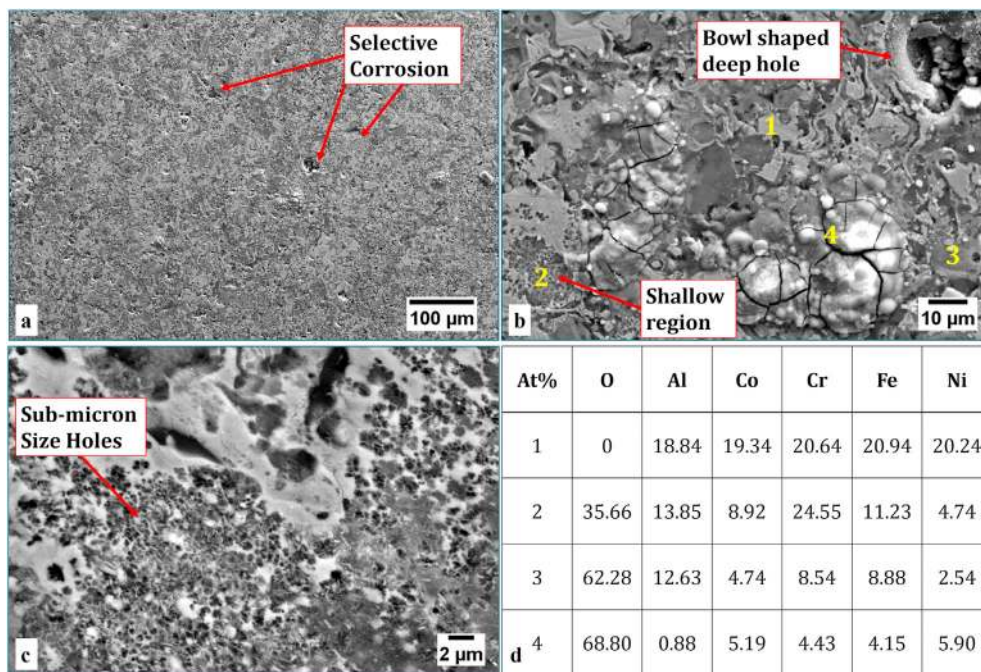 Selective
Corrosion
100 µm
a
Bowl shaped
deep hole
1
4
3
2
Shallow
region
10 µm
b
Sub-micron
Size Holes
2 µm
c
At% O Al Co Cr Fe Ni
1 0 18.84 19.34 20.64 20.94 20.24
2 35.66 13.85 8.92 24.55 11.23 4.74
3 62.28 12.63 4.74 8.54 8.88 2.54
4 68.80 0.88 5.19 4.43 4.15 5.90
d